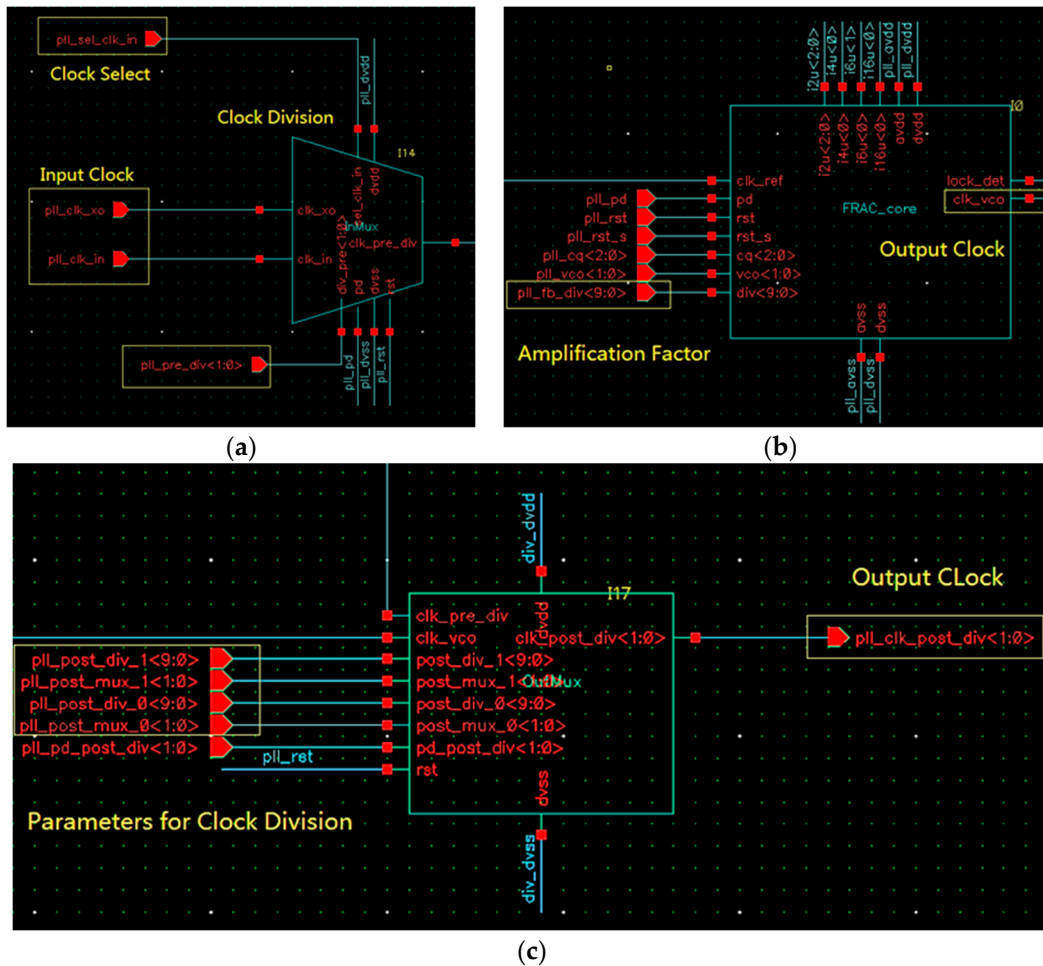 pll_sel_clk_in
Clock Select
pll_dvdd
Clock Division
I14
Input Clock
sel_clk_in
dvdd
pll_clk_xo
clk_xo
InMux
clk_pre_div
pll_clk_in
clk_in
div_pre<1:0>
pd
dvss
rst
pll_pre_div<1:0>
pll_pd
pll_dvss
pll_rst
(a)
i2u<2:0>
i4u<0>
i6u<1>
i16u<0>
pll_avdd
pll_dvdd
I0
i2u<2:0>
i4u<0>
i6u<0>
i16u<0>
avdd
dvdd
clk_ref
lock_det
pll_pd
pd
FRAC_core
clk_vco
pll_rst
rst
pll_rst_s
rst_s
Output Clock
pll_cq<2:0>
cq<2:0>
pll_vco<1:0>
vco<1:0>
pll_fb_div<9:0>
div<9:0>
avss
dvss
Amplification Factor
pll_avss
pll_dvss
(b)
div_dvdd
I17
Output CLock
dvdd
clk_pre_div
clk_vco
clk_post_div<1:0>
pll_clk_post_div<1:0>
pll_post_div_1<9:0>
post_div_1<9:0>
pll_post_mux_1<1:0>
post_mux_1<1:0>
OutMux
pll_post_div_0<9:0>
post_div_0<9:0>
pll_post_mux_0<1:0>
post_mux_0<1:0>
pll_pd_post_div<1:0>
pd_post_div<1:0>
pll_rst
rst
dvss
Parameters for Clock Division
div_dvss
(c)